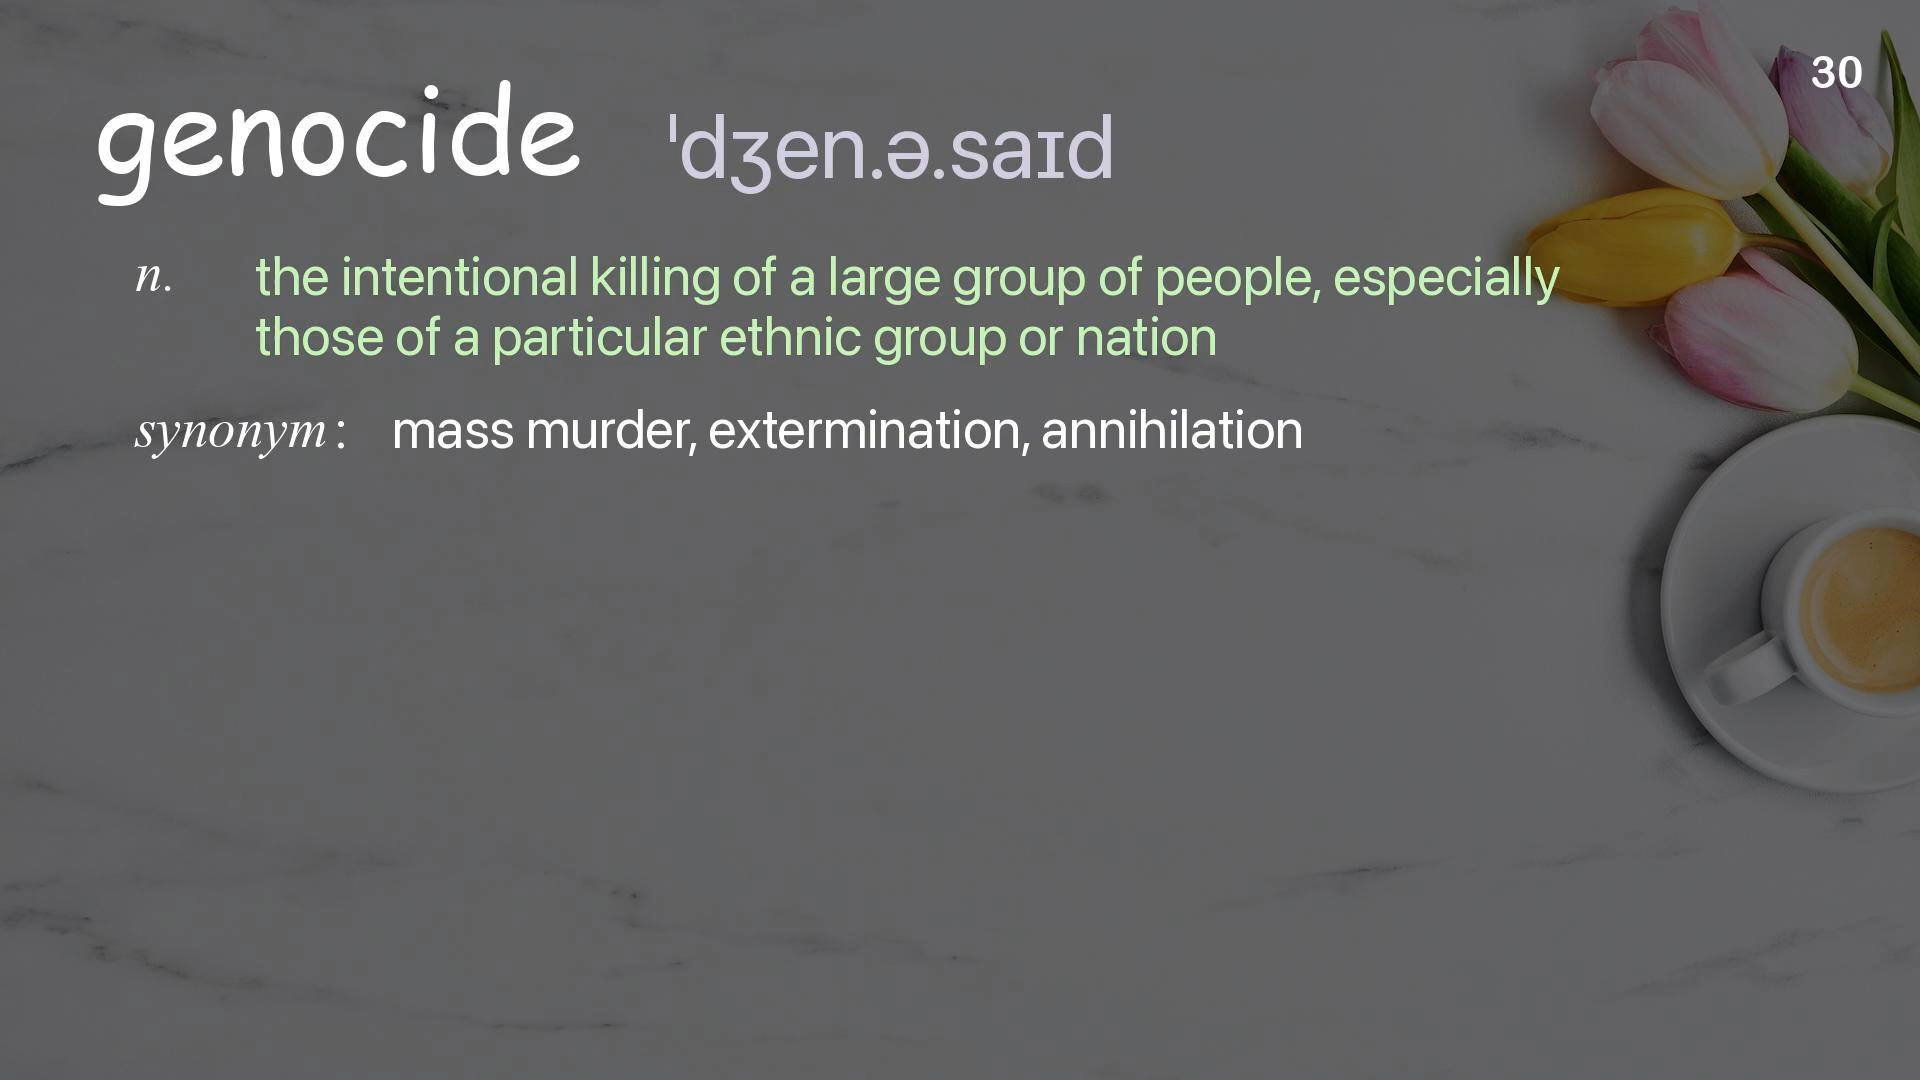 30
genocide ˈdʒen.ə.saɪd
n. the intentional killing of a large group of people, especially
those of a particular ethnic group or nation
synonym: mass murder, extermination, annihilation